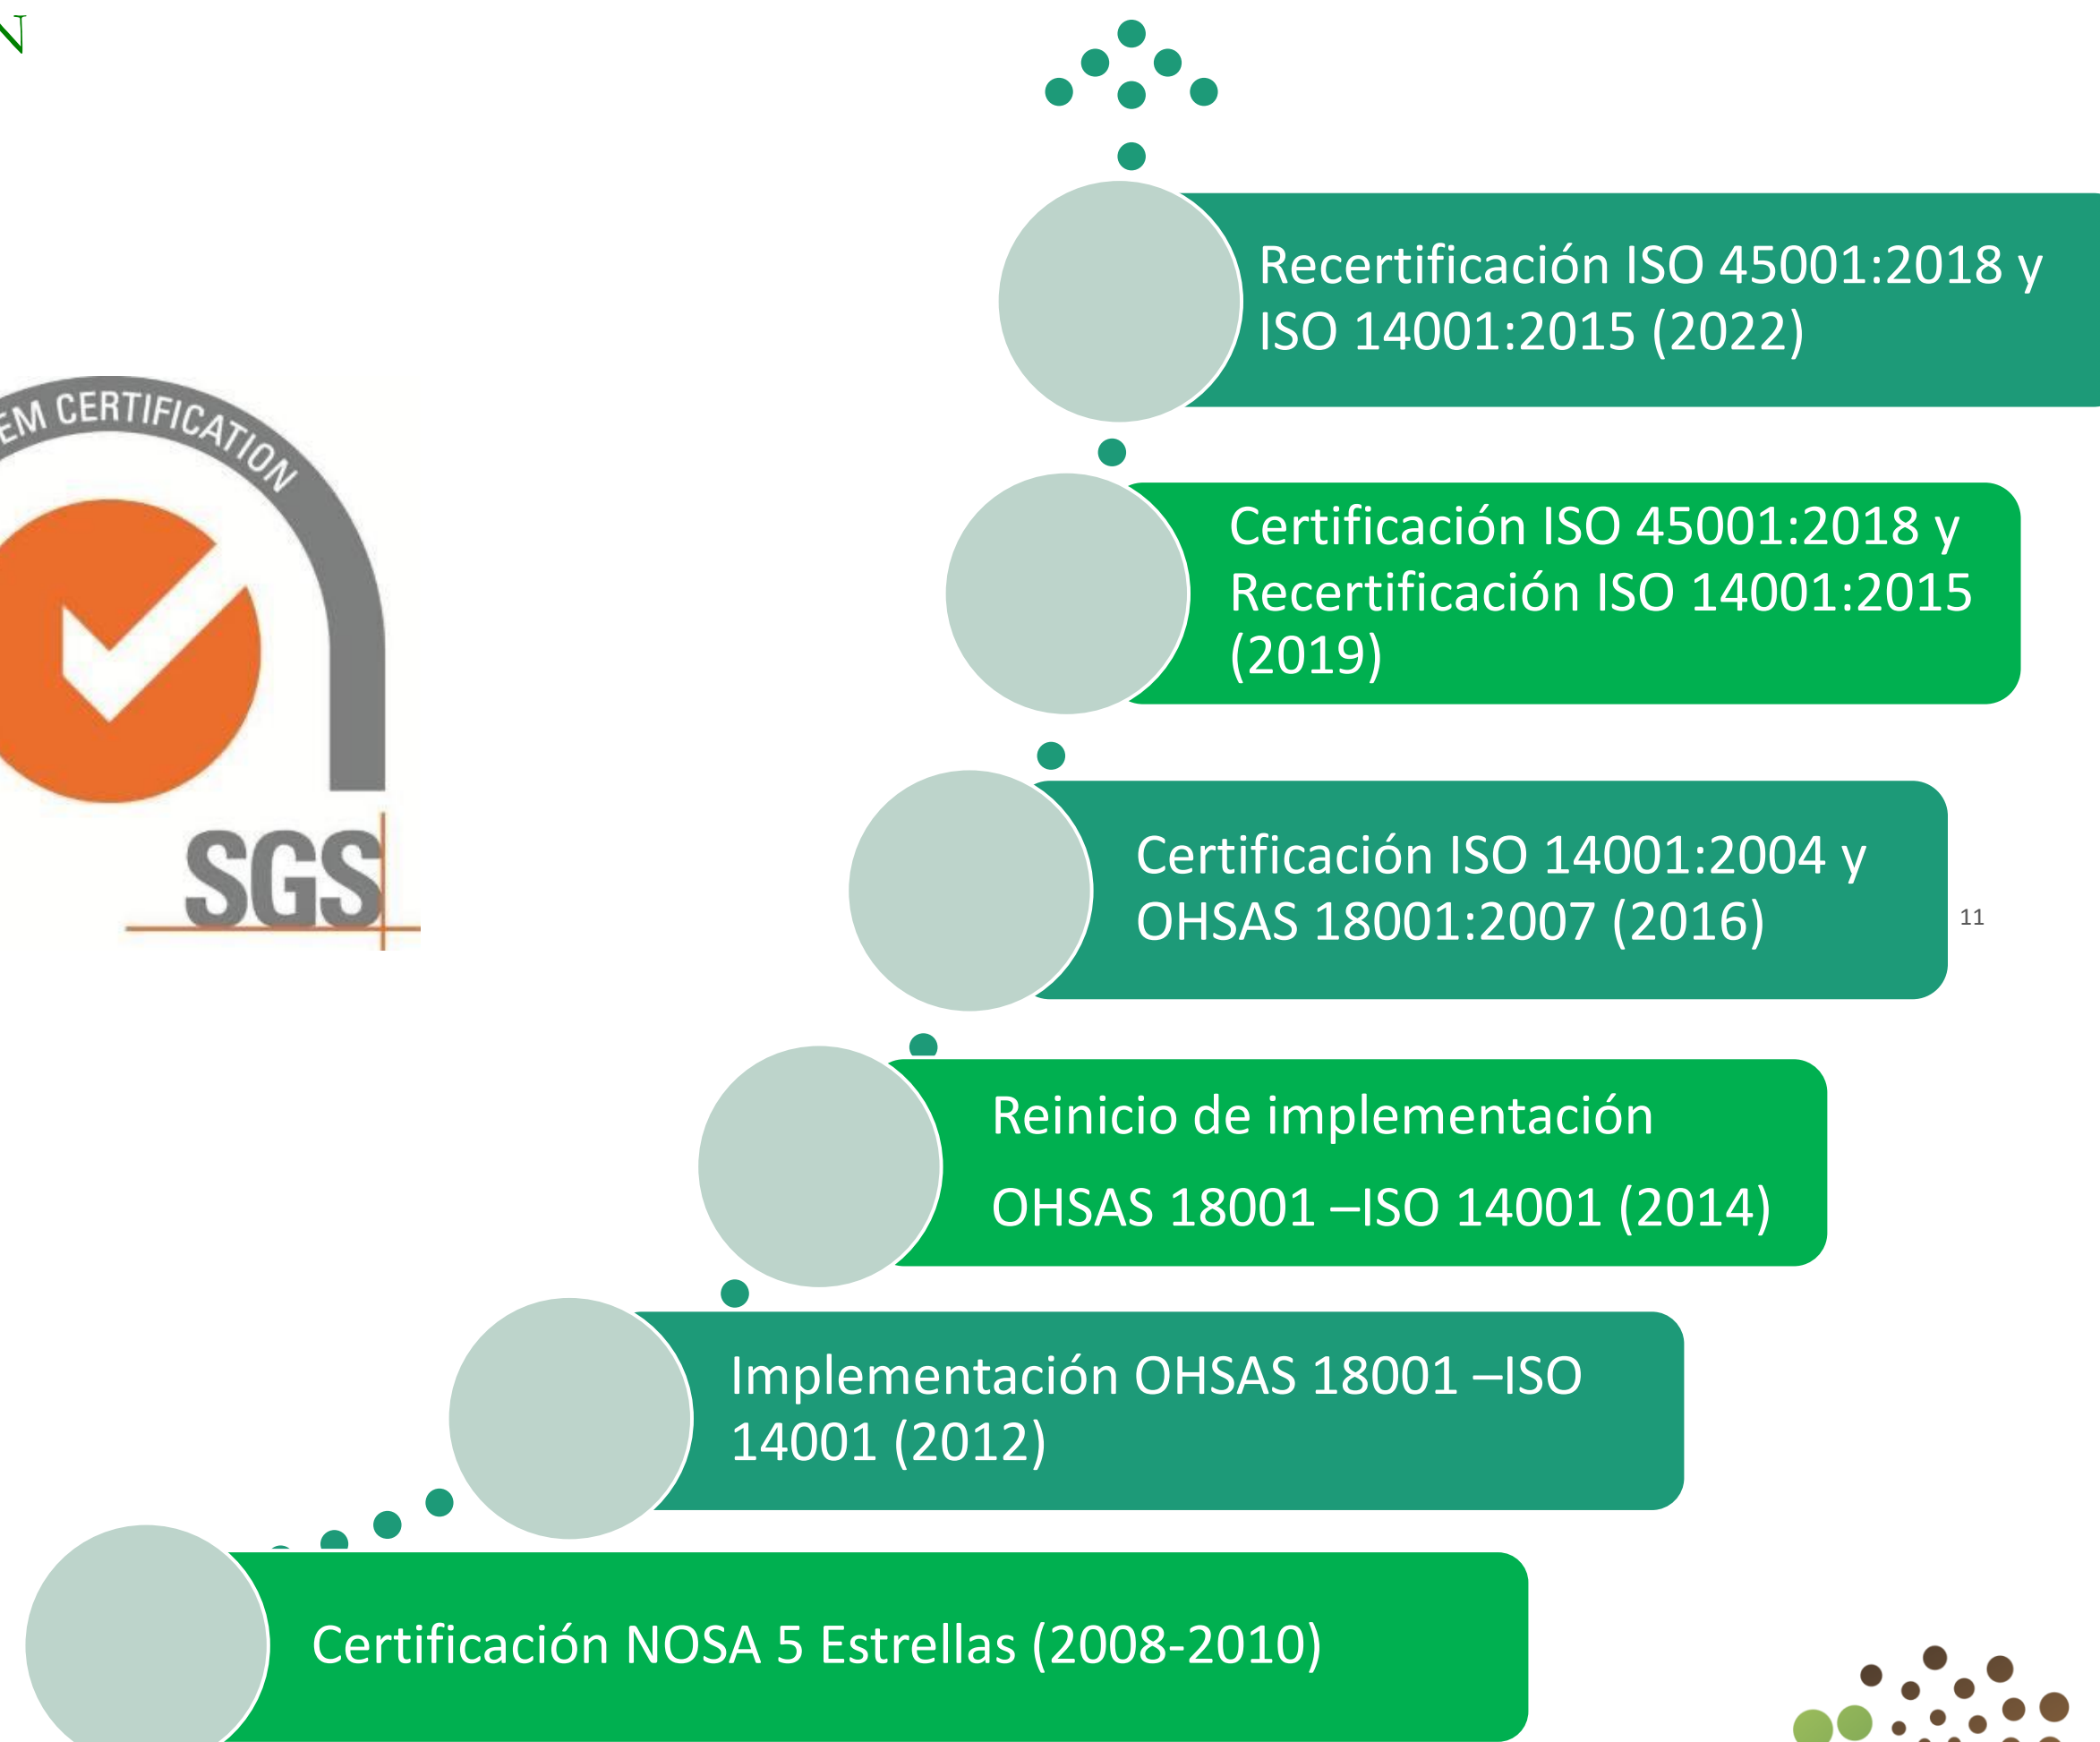 N
EM CERTIFICATION
SGS
Recertificación ISO 45001:2018 y
ISO 14001:2015 (2022)
Certificación ISO 45001:2018 y
Recertificación ISO 14001:2015
(2019)
Certificación ISO 14001:2004 y
OHSAS 18001:2007 (2016)
11
Reinicio de implementación
OHSAS 18001 –ISO 14001 (2014)
Implementación OHSAS 18001 –ISO
14001 (2012)
Certificación NOSA 5 Estrellas (2008-2010)